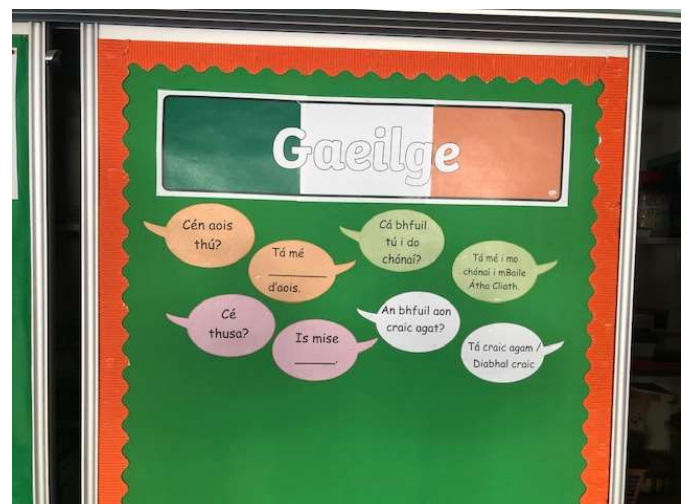 Gaeilge
Cén aois
thú?
Tá mé
________
d'aois.
Cá bhfuil
tú i do
chónaí?
Tá mé i mo
chónaí i mBaile
Átha Cliath.
Cé
thusa?
Is mise
______.
An bhfuil aon
craic agat?
Tá craic agam /
Diabhal craic